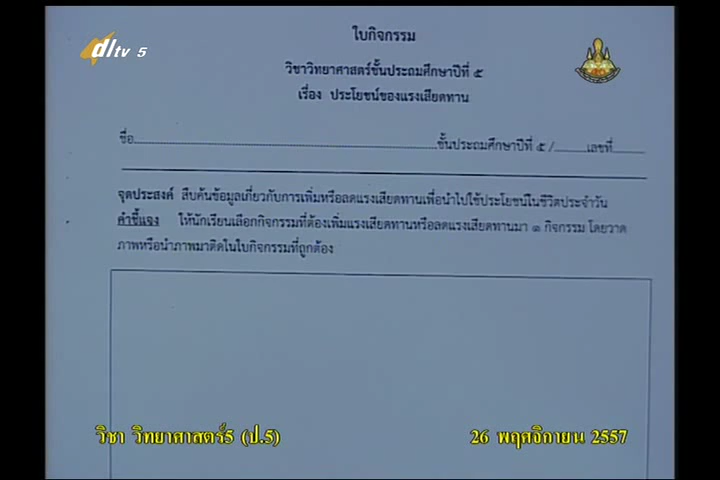 dltv 5
ใบกิจกรรม
วิชาวิทยาศาสตร์ชั้นประถมศึกษาปีที่ ๕
เรื่อง ประโยชน์ของแรงเสียดทาน
ชื่อ..........ชั้นประถมศึกษาปีที่ ๕ /..........เลขที่..........
จุดประสงค์ สืบค้นข้อมูลเกี่ยวกับการเพิ่มหรือลดแรงเสียดทานเพื่อนำไปใช้ประโยชน์ในชีวิตประจำวัน
คำชี้แจง ให้นักเรียนเลือกกิจกรรมที่ต้องเพิ่มแรงเสียดทานหรือลดแรงเสียดทานมา ๑ กิจกรรม โดยวาด
ภาพหรือนำภาพมาติดในใบกิจกรรมที่ถูกต้อง
วิชา วิทยาศาสตร์5 (ป.5)
26 พฤศจิกายน 2557